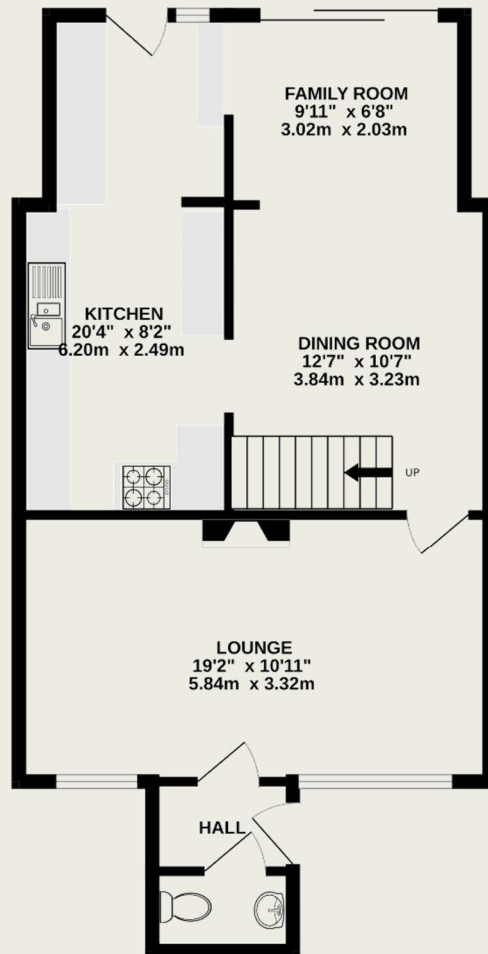 FAMILY ROOM
9'11" x 6'8"
3.02m x 2.03m
KITCHEN
20'4" x 8'2"
6.20m x 2.49m
DINING ROOM
12'7" x 10'7"
3.84m x 3.23m
UP
LOUNGE
19'2" x 10'11"
5.84m x 3.32m
HALL